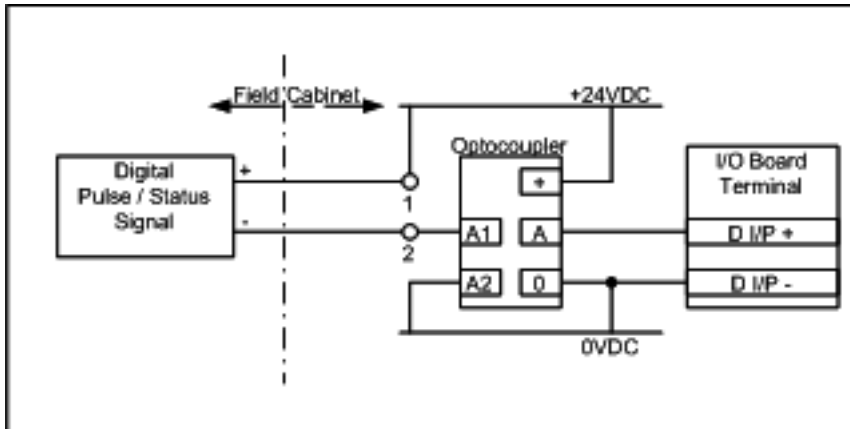 Field Cabinet
+24VDC
Optocoupler
Digital
Pulse / Status
Signal
+
-
1
2
+
A1
A
A2
0
0VDC
I/O Board
Terminal
D I/P +
D I/P -